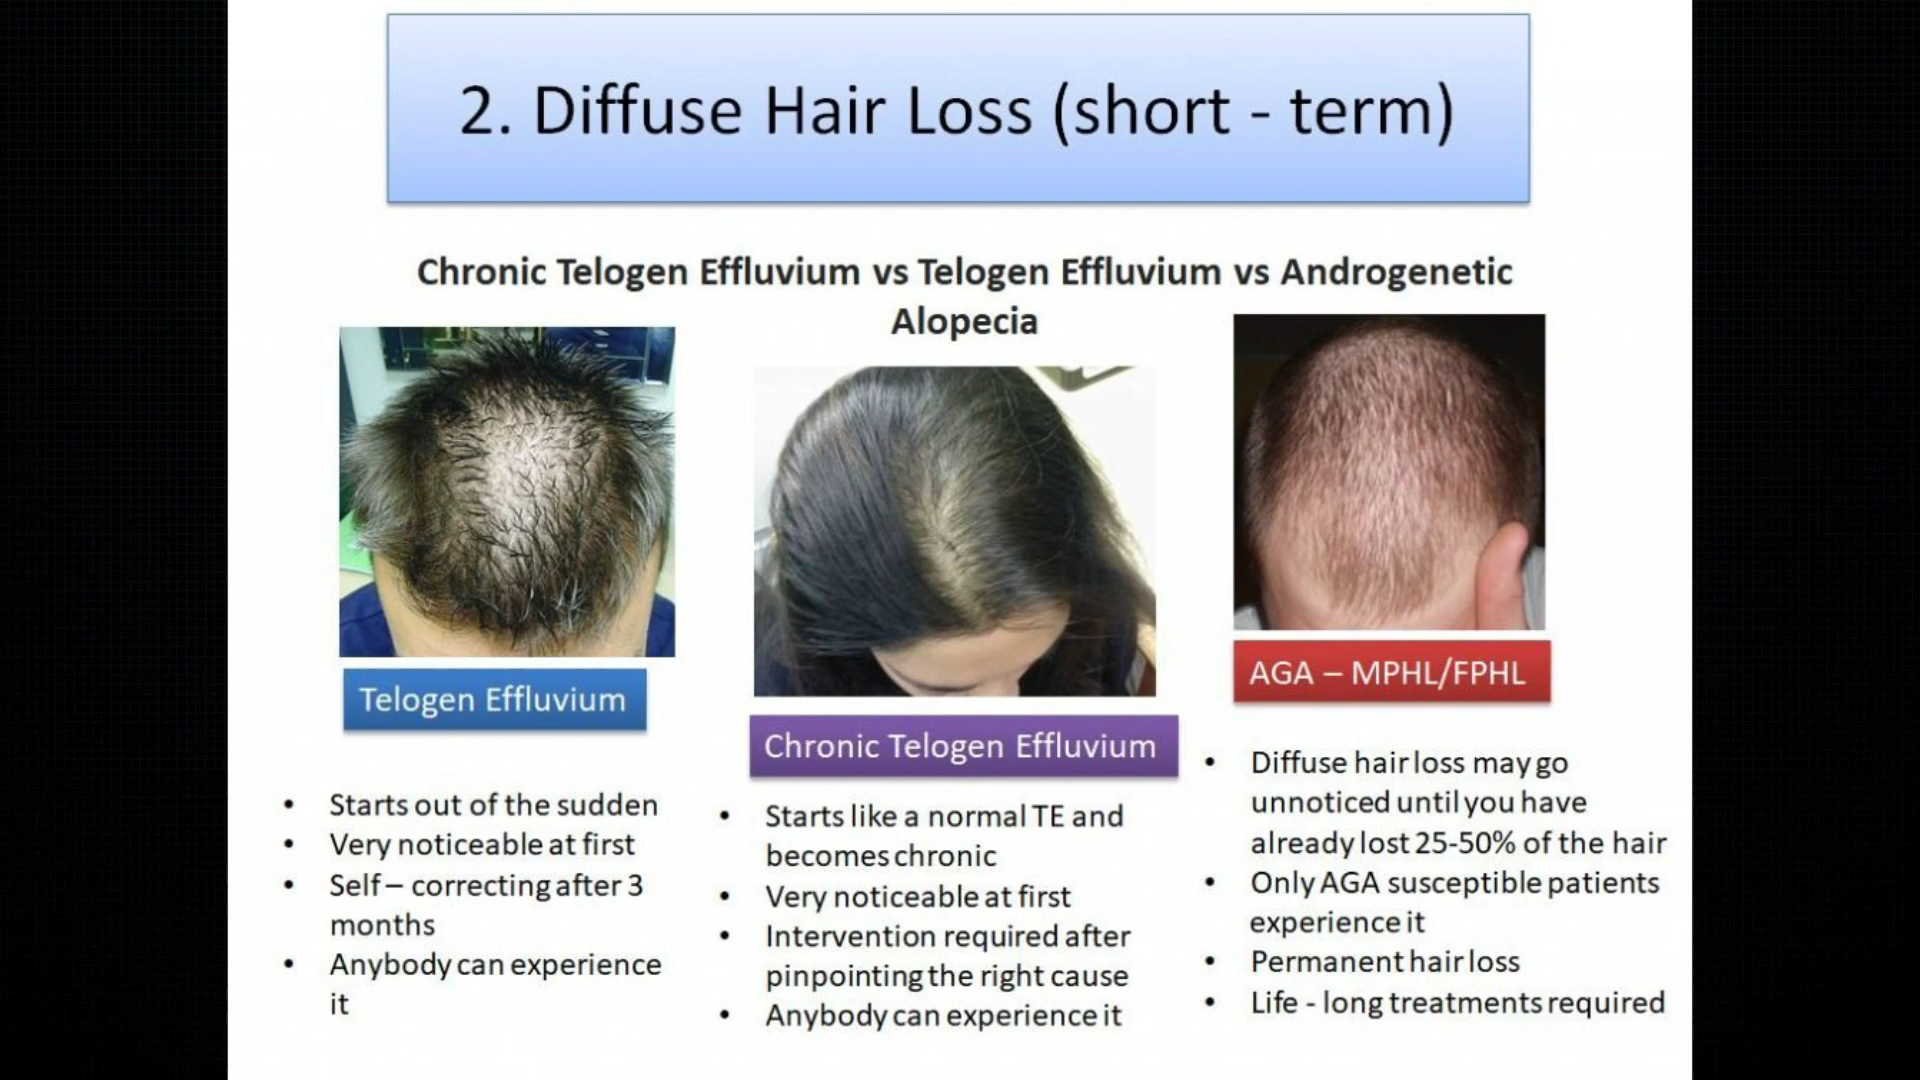 2. Diffuse Hair Loss (short - term)
Chronic Telogen Effluvium vs Telogen Effluvium vs Androgenetic
Alopecia
Telogen Effluvium
• Starts out of the sudden
• Very noticeable at first
• Self – correcting after 3
months
• Anybody can experience
it
Chronic Telogen Effluvium
• Starts like a normal TE and
becomes chronic
• Very noticeable at first
• Intervention required after
pinpointing the right cause
• Anybody can experience it
AGA – MPHL/FPHL
• Diffuse hair loss may go
unnoticed until you have
already lost 25-50% of the hair
• Only AGA susceptible patients
experience it
• Permanent hair loss
• Life - long treatments required